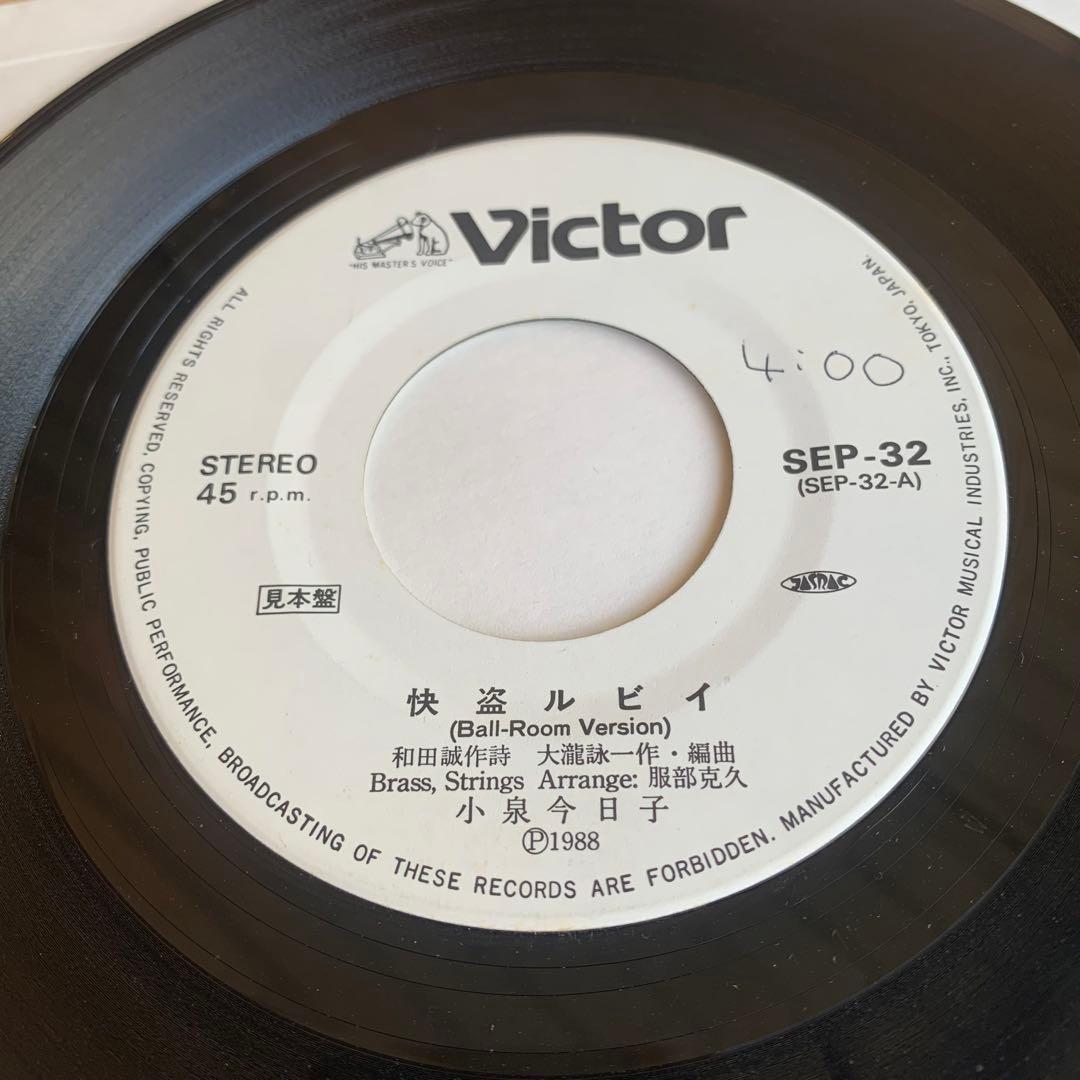 Victor
"HIS MASTER'S VOICE"
4:00
STEREO
45 r.p.m.
SEP-32
(SEP-32-A)
見本盤
JASRAC
快盗ルビイ
(Ball-Room Version)
和田誠作詩 大瀧詠一作・編曲
Brass, Strings Arrange: 服部克久
小泉今日子
Ⓟ1988
ALL RIGHTS RESERVED, COPYING, PUBLIC PERFORMANCE, BROADCASTING OF THESE RECORDS ARE FORBIDDEN. MANUFACTURED BY VICTOR MUSICAL INDUSTRIES, INC., TOKYO, JAPAN.